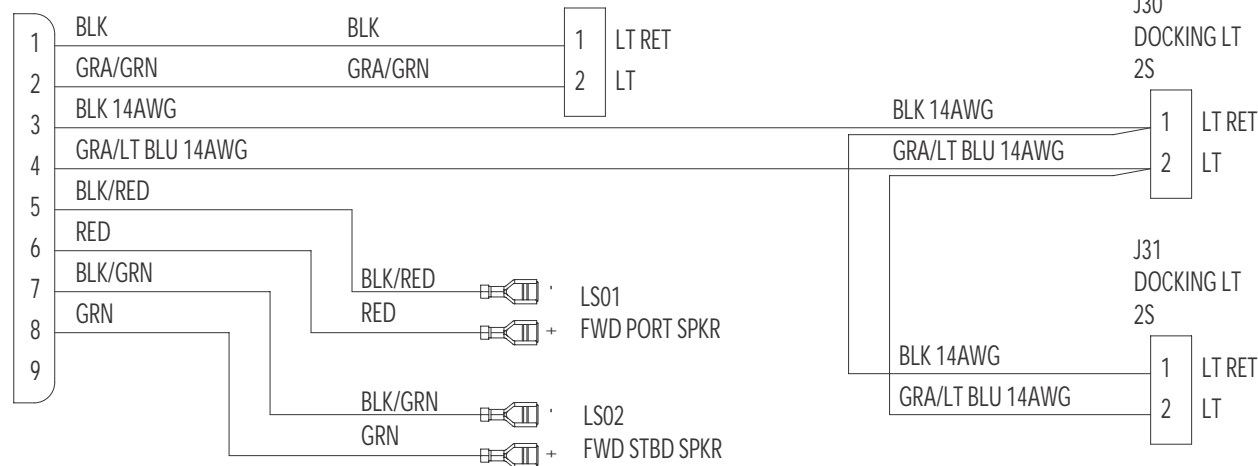 J30
DOCKING LT
2S
1 BLK BLK 1 LT RET
2 GRA/GRN GRA/GRN 2 LT
3 BLK 14AWG BLK 14AWG 1 LT RET
4 GRA/LT BLU 14AWG GRA/LT BLU 14AWG 2 LT
5 BLK/RED
6 RED
7 BLK/GRN
8 GRN
9
BLK/RED - LS01
RED + FWD PORT SPKR
BLK/GRN - LS02
GRN + FWD STBD SPKR
J31
DOCKING LT
2S
BLK 14AWG 1 LT RET
GRA/LT BLU 14AWG 2 LT